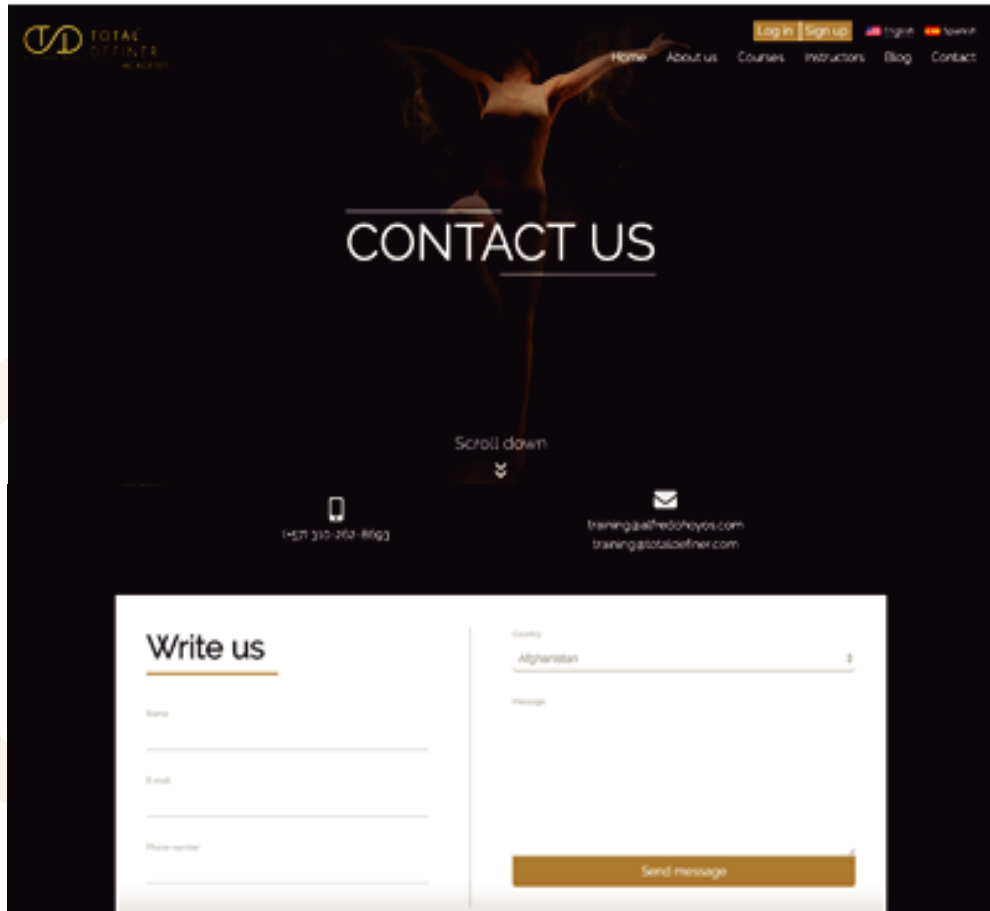 TOTAL
DEFINER
ACADEMY
Log in Sign up English Spanish
Home About us Courses Instructors Blog Contact
CONTACT US
Scroll down
(+57) 310-262-8693
training@alfredohoyos.com
training@totaldefiner.com
Write us
Name
E-mail
Phone number
Country
Afghanistan
Message
Send message